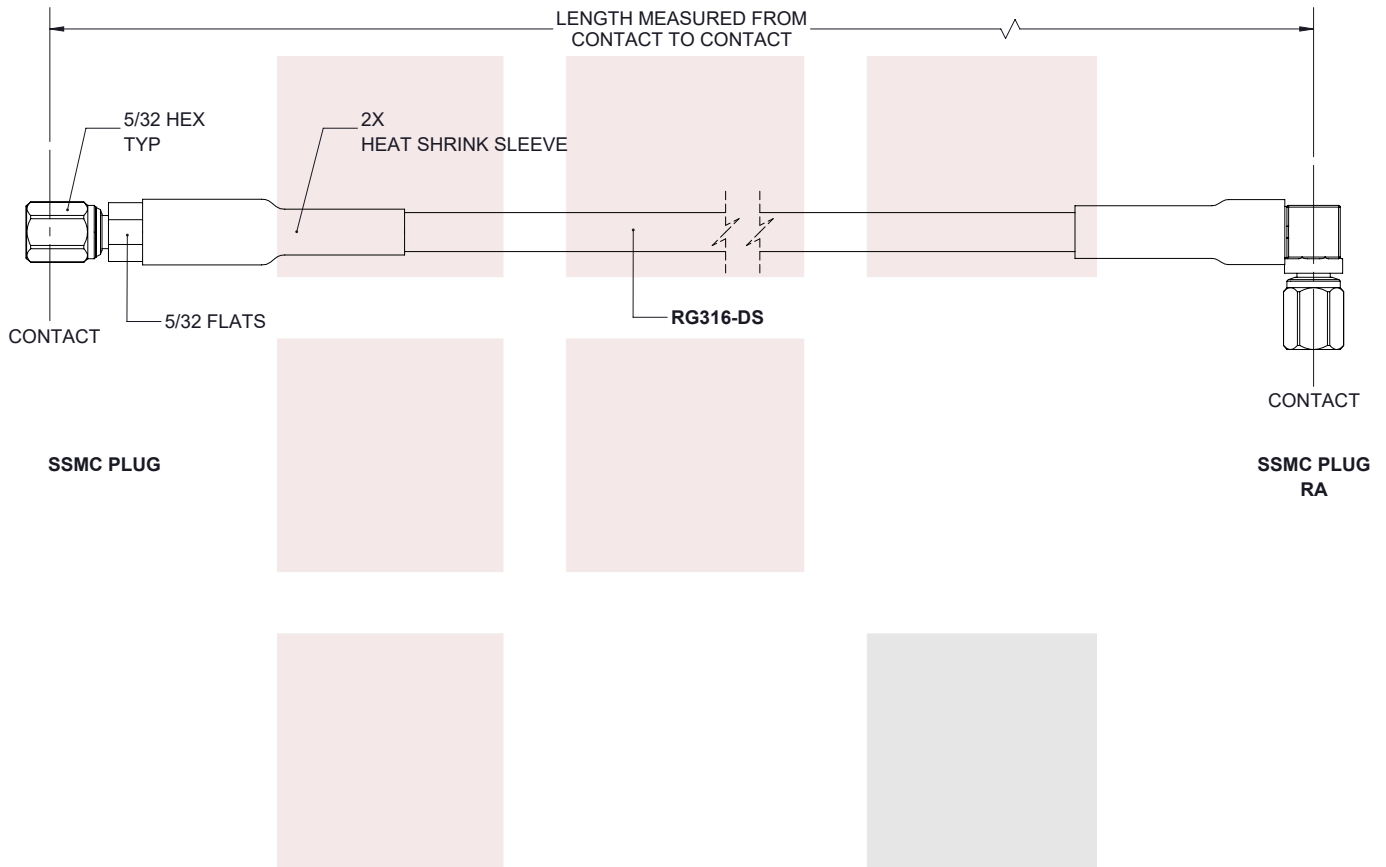 LENGTH MEASURED FROM
CONTACT TO CONTACT
5/32 HEX
TYP
2X
HEAT SHRINK SLEEVE
5/32 FLATS
RG316-DS
CONTACT
CONTACT
SSMC PLUG
SSMC PLUG
RA